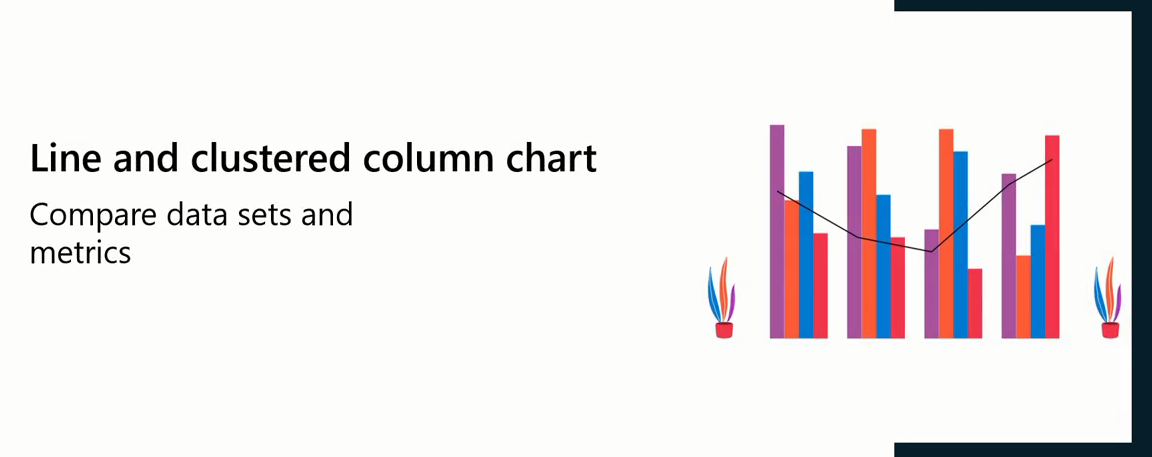 Line and clustered column chart
Compare data sets and
metrics